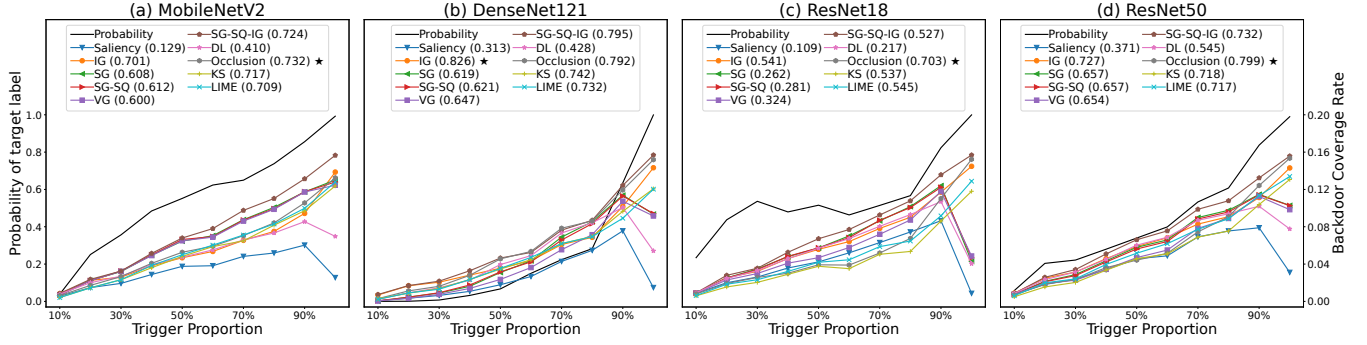 (a) MobileNetV2
Probability
Saliency (0.129)
IG (0.701)
SG (0.608)
SG-SQ (0.612)
VG (0.600)
SG-SQ-IG (0.724)
DL (0.410)
Occlusion (0.732) ★
KS (0.717)
LIME (0.709)
Probability of target label
1.0
0.8
0.6
0.4
0.2
0.0
10% 30% 50% 70% 90%
Trigger Proportion
(b) DenseNet121
Probability
Saliency (0.313)
IG (0.826) ★
SG (0.619)
SG-SQ (0.621)
VG (0.647)
SG-SQ-IG (0.795)
DL (0.428)
Occlusion (0.792)
KS (0.742)
LIME (0.732)
10% 30% 50% 70% 90%
Trigger Proportion
(c) ResNet18
Probability
Saliency (0.109)
IG (0.541)
SG (0.262)
SG-SQ (0.281)
VG (0.324)
SG-SQ-IG (0.527)
DL (0.217)
Occlusion (0.703) ★
KS (0.537)
LIME (0.545)
10% 30% 50% 70% 90%
Trigger Proportion
(d) ResNet50
Probability
Saliency (0.371)
IG (0.727)
SG (0.657)
SG-SQ (0.657)
VG (0.654)
SG-SQ-IG (0.732)
DL (0.545)
Occlusion (0.799) ★
KS (0.718)
LIME (0.717)
10% 30% 50% 70% 90%
Trigger Proportion
0.20
0.16
0.12
0.08
0.04
0.00
Backdoor Coverage Rate